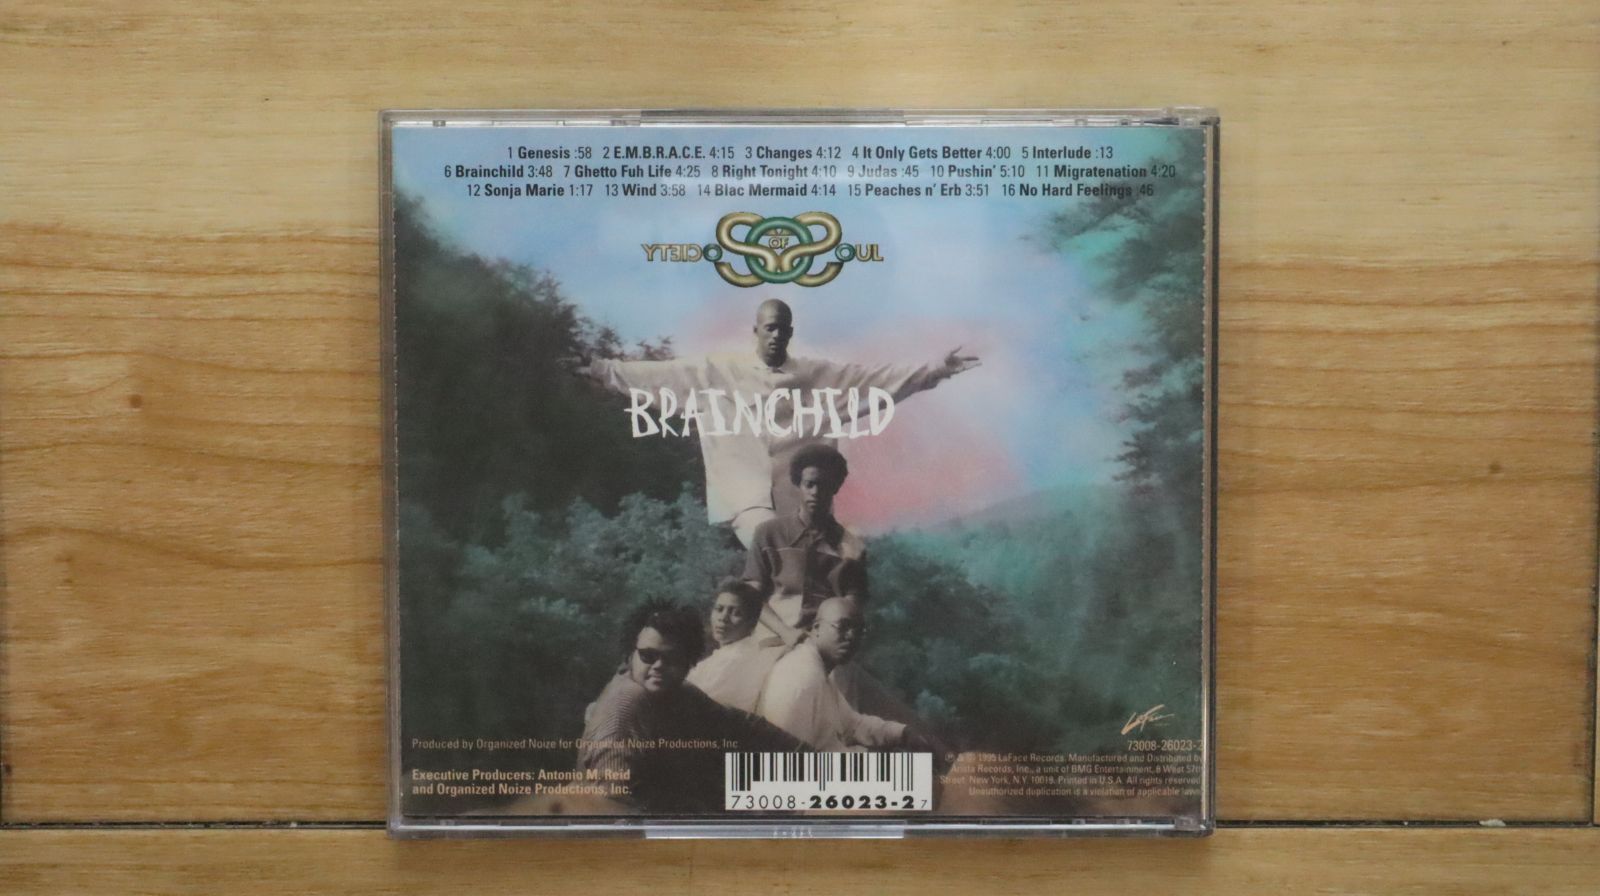 1 Genesis :58 2 E.M.B.R.A.C.E. 4:15 3 Changes 4:12 4 It Only Gets Better 4:00 5 Interlude :13
6 Brainchild 3:48 7 Ghetto Fuh Life 4:25 8 Right Tonight 4:10 9 Judas :45 10 Pushin' 5:10 11 Migratenation 4:20
12 Sonja Marie 1:17 13 Wind 3:58 14 Blac Mermaid 4:14 15 Peaches n' Erb 3:51 16 No Hard Feelings :46
SOCIETY OF SOUL
BRAINCHILD
LaFace
Produced by Organized Noize for Organized Noize Productions, Inc
Executive Producers: Antonio M. Reid
and Organized Noize Productions, Inc.
73008-26023-2 7
73008-26023-2
℗ & © 1995 LaFace Records. Manufactured and Distributed by
Arista Records, Inc., a unit of BMG Entertainment, 6 West 57th
Street, New York, N.Y. 10019. Printed in U.S.A. All rights reserved.
Unauthorized duplication is a violation of applicable laws